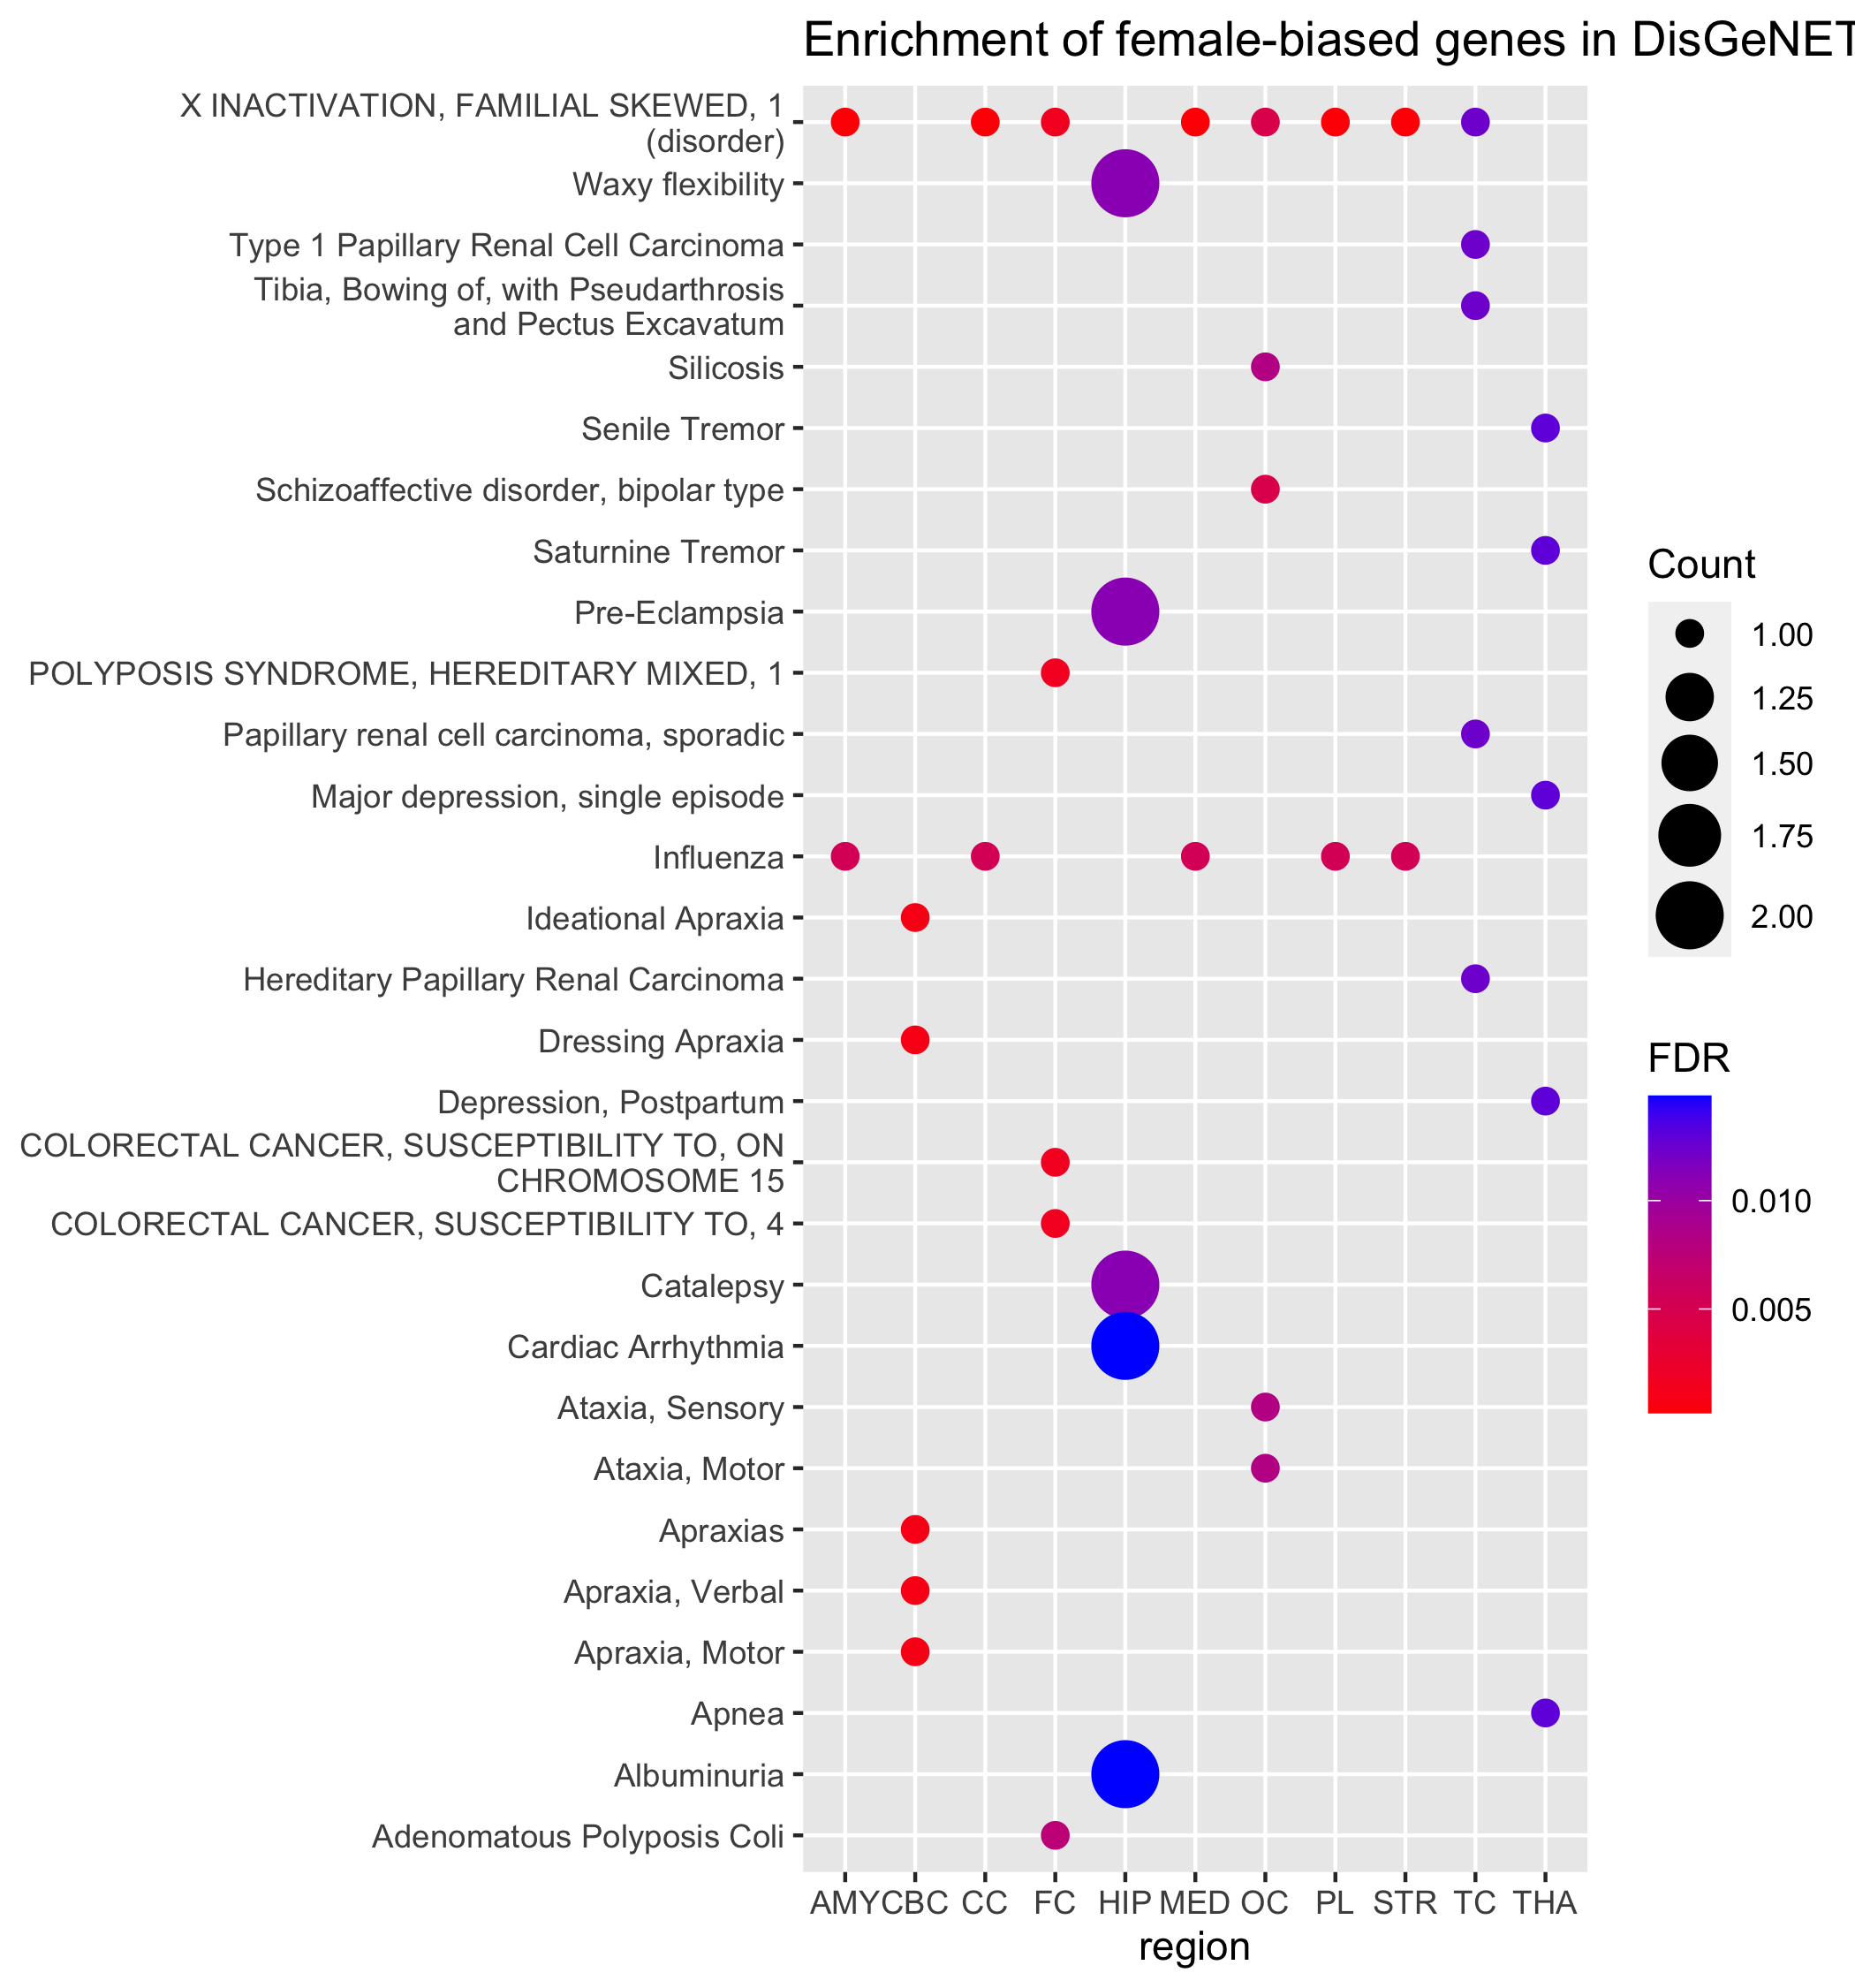 Enrichment of female-biased genes in DisGeNET
X INACTIVATION, FAMILIAL SKEWED, 1
(disorder)
Waxy flexibility
Type 1 Papillary Renal Cell Carcinoma
Tibia, Bowing of, with Pseudarthrosis
and Pectus Excavatum
Silicosis
Senile Tremor
Schizoaffective disorder, bipolar type
Saturnine Tremor
Pre-Eclampsia
POLYPOSIS SYNDROME, HEREDITARY MIXED, 1
Papillary renal cell carcinoma, sporadic
Major depression, single episode
Influenza
Ideational Apraxia
Hereditary Papillary Renal Carcinoma
Dressing Apraxia
Depression, Postpartum
COLORECTAL CANCER, SUSCEPTIBILITY TO, ON
CHROMOSOME 15
COLORECTAL CANCER, SUSCEPTIBILITY TO, 4
Catalepsy
Cardiac Arrhythmia
Ataxia, Sensory
Ataxia, Motor
Apraxias
Apraxia, Verbal
Apraxia, Motor
Apnea
Albuminuria
Adenomatous Polyposis Coli
AMY CBC CC FC HIP MED OC PL STR TC THA
region
Count
1.00
1.25
1.50
1.75
2.00
FDR
0.010
0.005